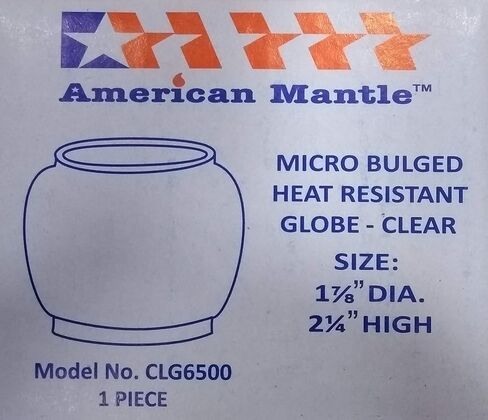 American Mantle™
MICRO BULGED
HEAT RESISTANT
GLOBE - CLEAR
SIZE:
1⅞” DIA.
2¼” HIGH
Model No. CLG6500
1 PIECE